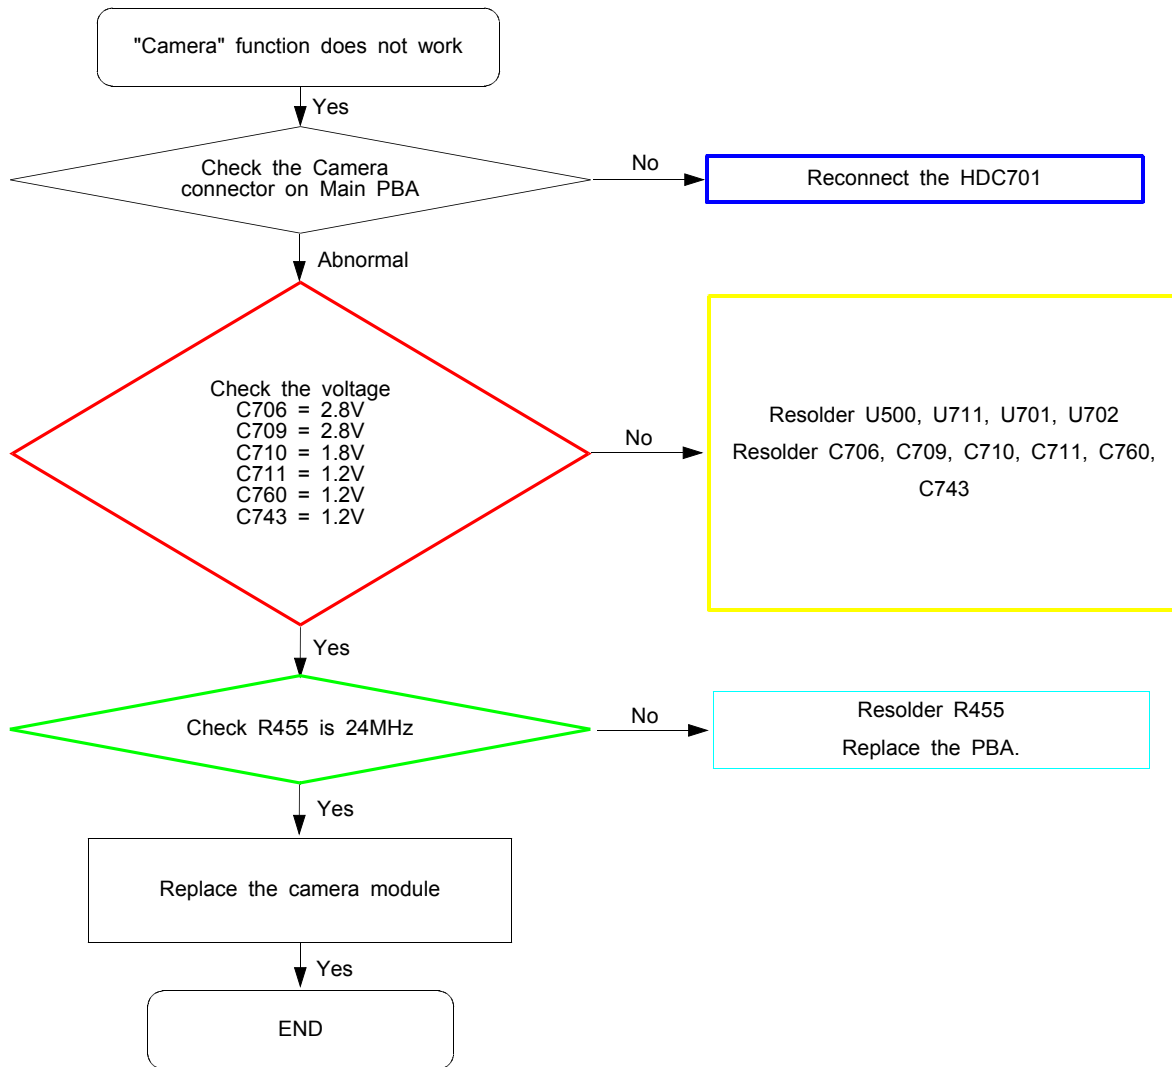 "Camera" function does not work
Yes
Check the Camera
connector on Main PBA
No
Reconnect the HDC701
Abnormal
Check the voltage
C706 = 2.8V
C709 = 2.8V
C710 = 1.8V
C711 = 1.2V
C760 = 1.2V
C743 = 1.2V
No
Resolder U500, U711, U701, U702
Resolder C706, C709, C710, C711, C760,
C743
Yes
Check R455 is 24MHz
No
Resolder R455
Replace the PBA.
Yes
Replace the camera module
Yes
END